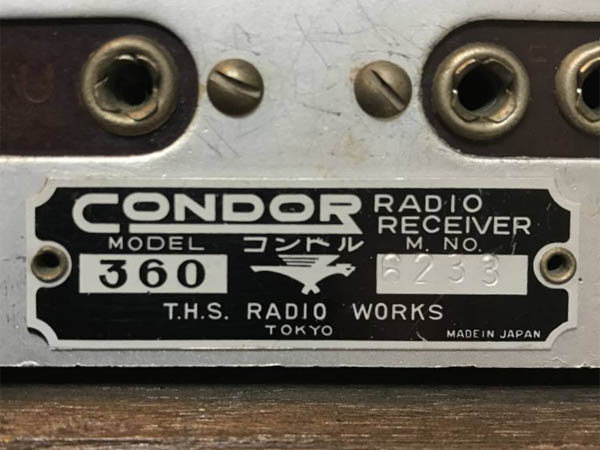 CONDOR RADIO RECEIVER
MODEL コンドル M. NO.
360 6233
T.H.S. RADIO WORKS
TOKYO
MADE IN JAPAN